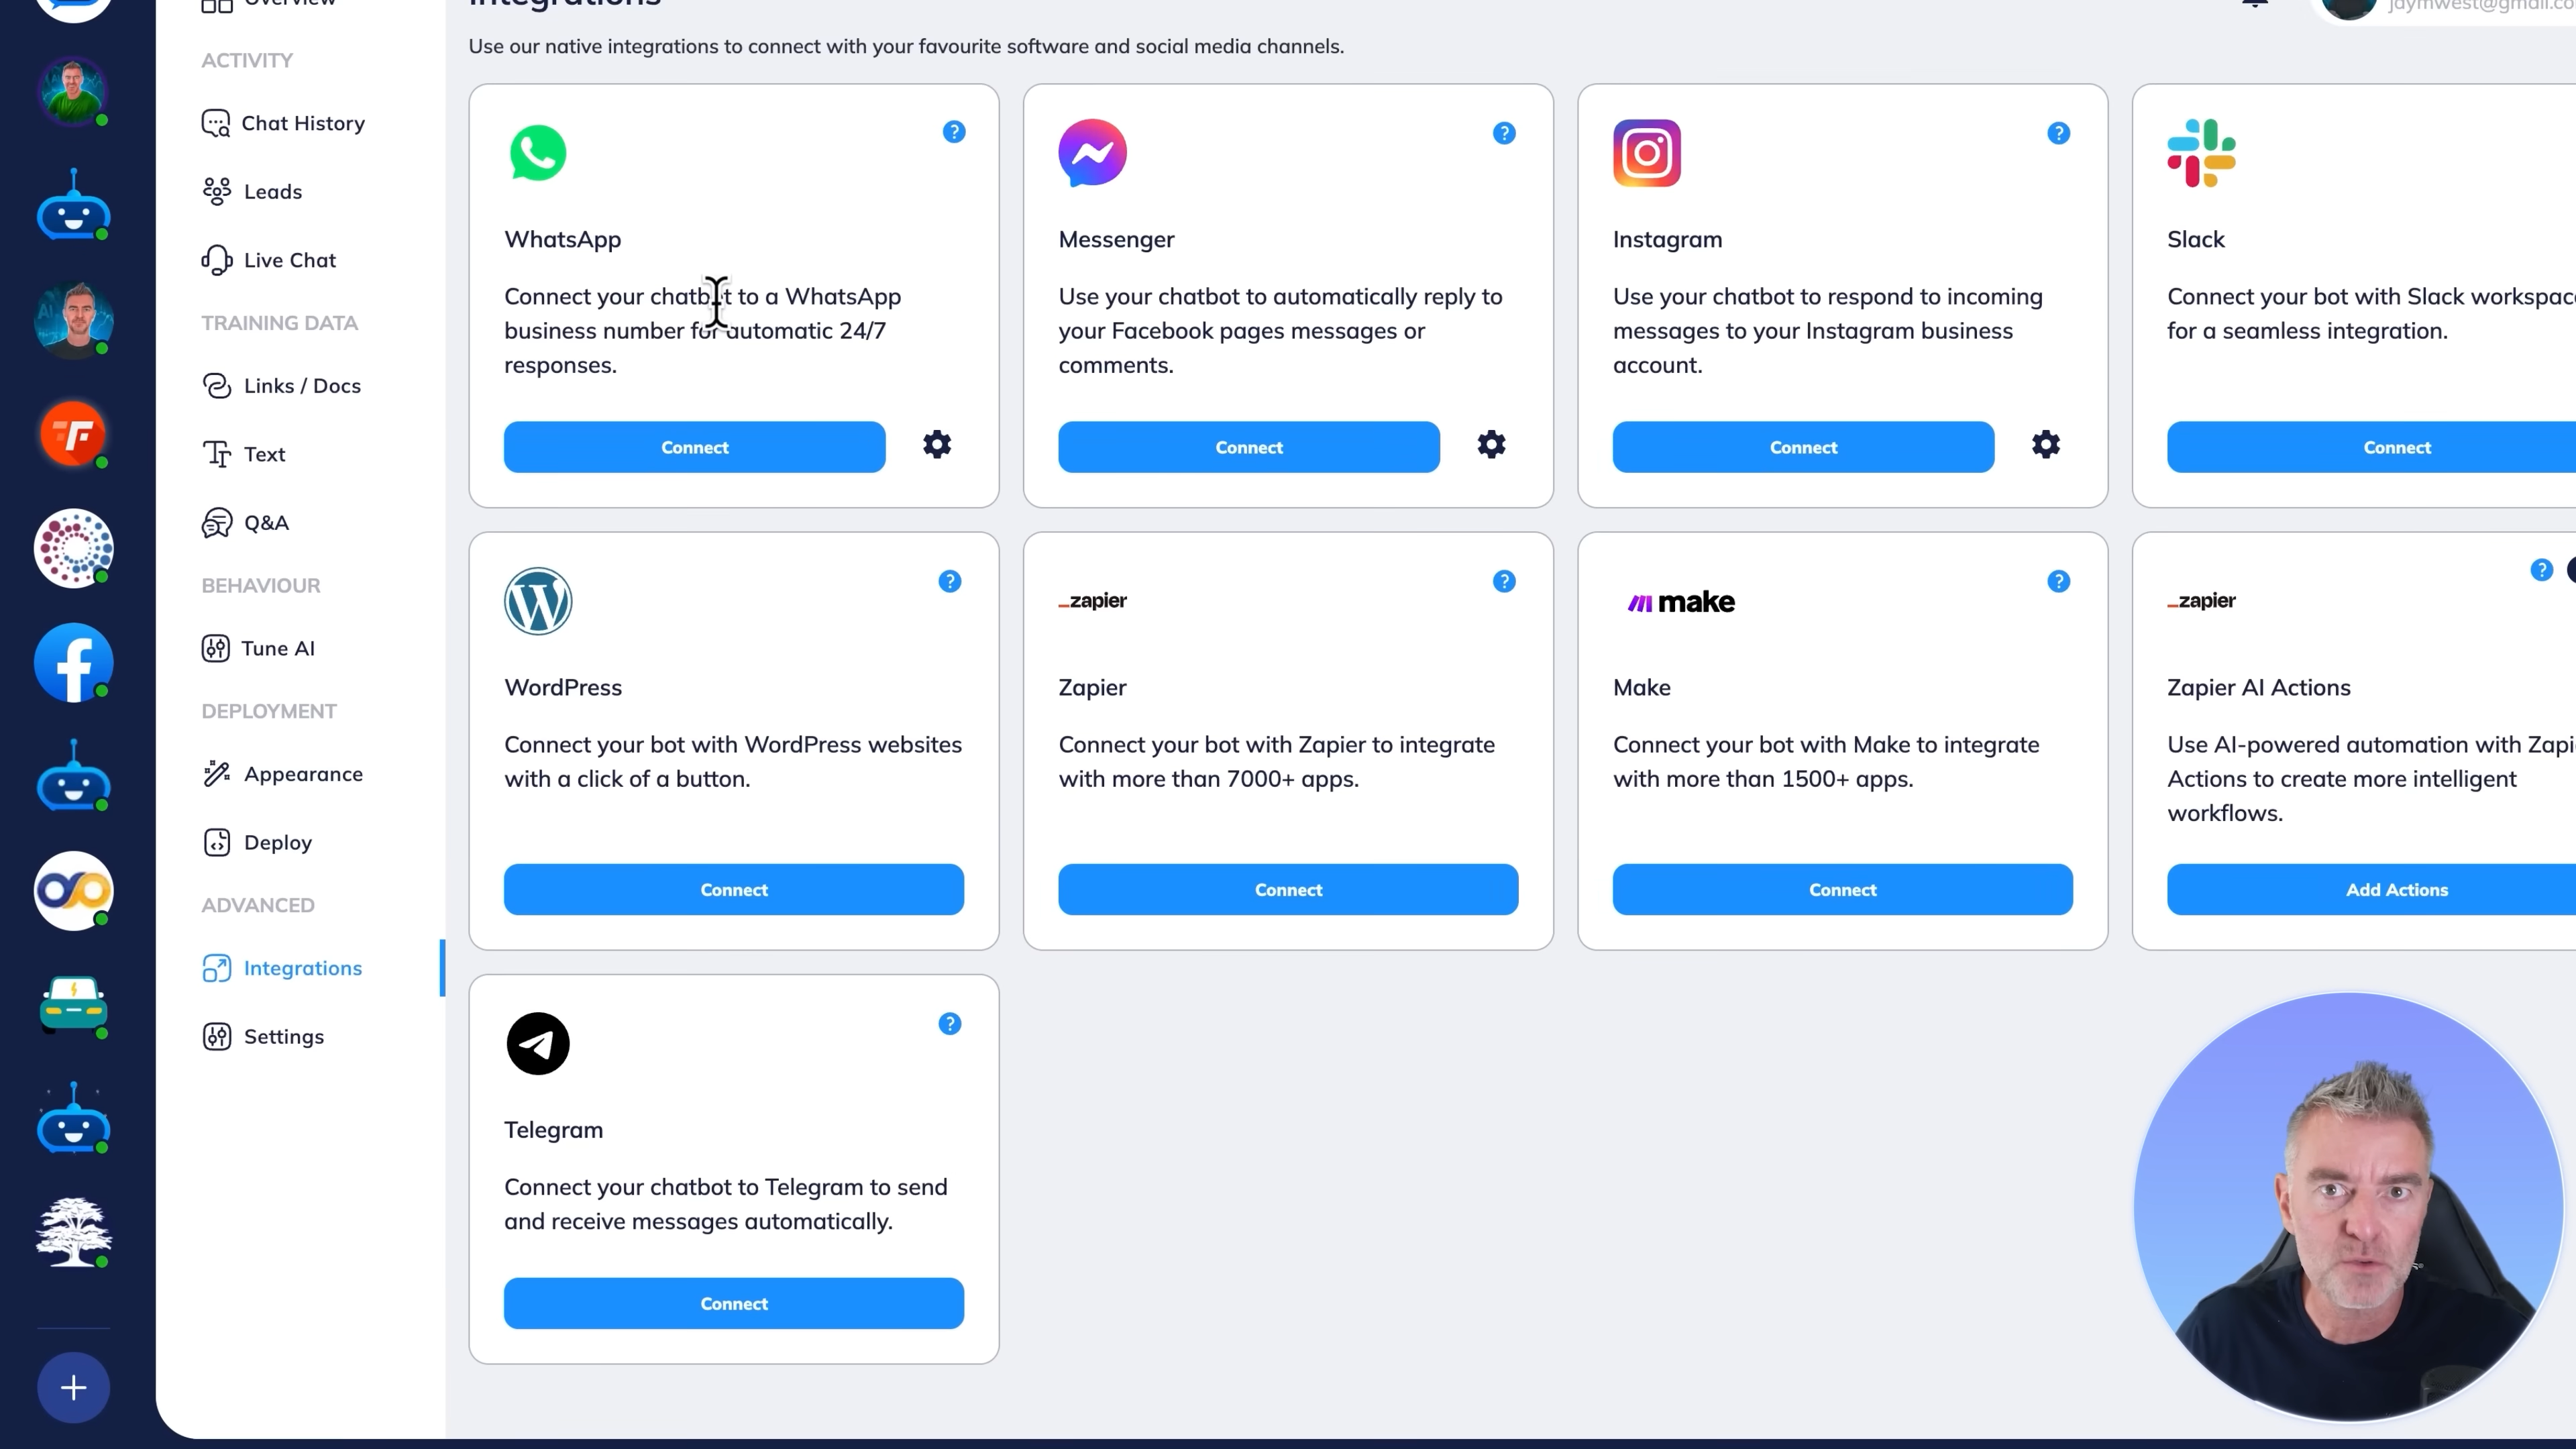 Overview
Integrations
Use our native integrations to connect with your favourite software and social media channels.
ACTIVITY
Chat History
Leads
Live Chat
TRAINING DATA
Links / Docs
Text
Q&A
BEHAVIOUR
Tune AI
DEPLOYMENT
Appearance
Deploy
ADVANCED
Integrations
Settings
?
WhatsApp
Connect your chatbot to a WhatsApp
business number for automatic 24/7
responses.
Connect
?
Messenger
Use your chatbot to automatically reply to
your Facebook pages messages or
comments.
Connect
?
Instagram
Use your chatbot to respond to incoming
messages to your Instagram business
account.
Connect
Slack
Connect your bot with Slack
for a seamless integration.
Connect
?
WordPress
Connect your bot with WordPress websites
with a click of a button.
Connect
zapier
?
Zapier
Connect your bot with Zapier to integrate
with more than 7000+ apps.
Connect
make
?
Make
Connect your bot with Make to integrate
with more than 1500+ apps.
Connect
zapier
?
Zapier AI Actions
Use AI-powered automation with
Actions to create more intelligent
workflows.
Add Actions
?
Telegram
Connect your chatbot to Telegram to send
and receive messages automatically.
Connect